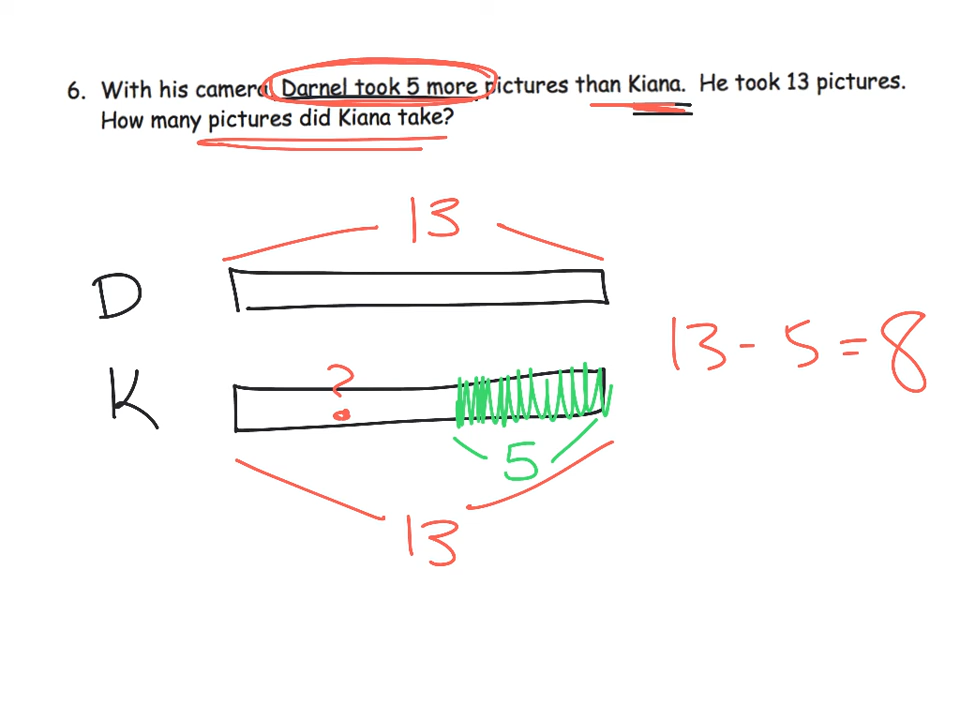 6. With his camera Darnel took 5 more pictures than Kiana. He took 13 pictures.
How many pictures did Kiana take?
13
D
13 - 5 = 8
K ?
5
13